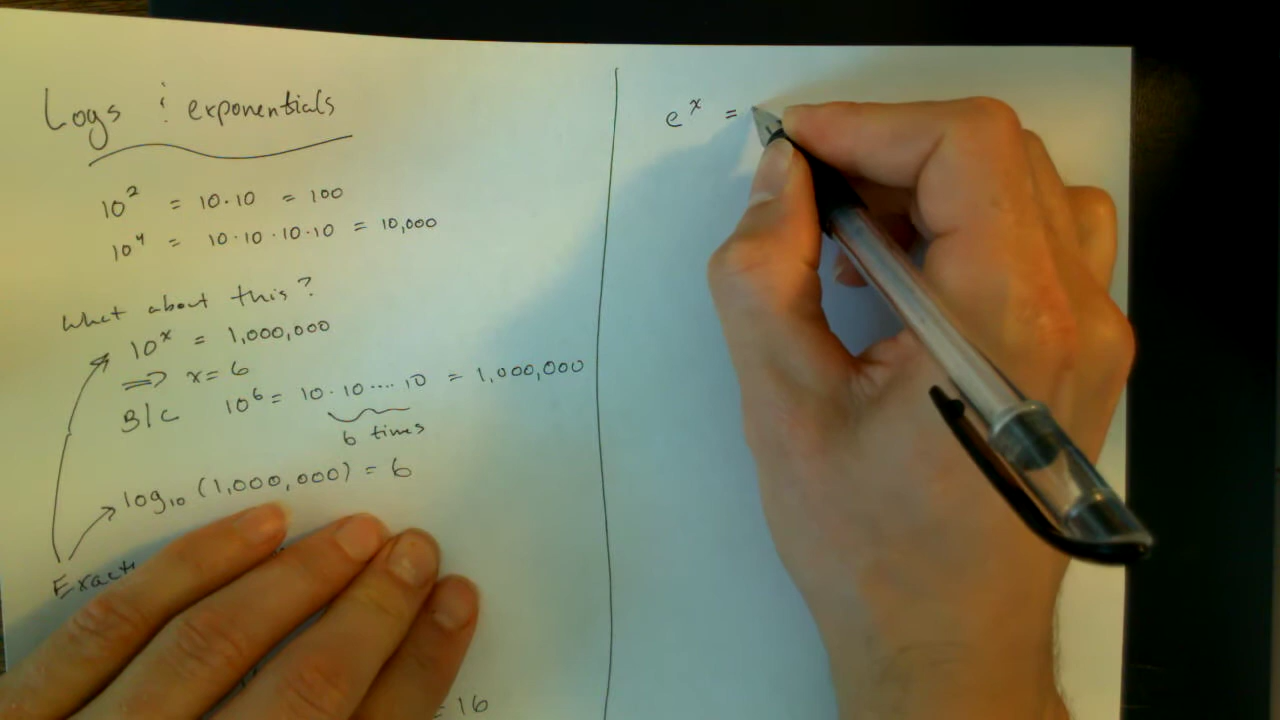 Logs & exponentials
10² = 10·10 = 100
10⁴ = 10·10·10·10 = 10,000
What about this?
10ˣ = 1,000,000
⟹ x=6
B/C 10⁶ = 10·10····10 = 1,000,000
6 times
log₁₀ (1,000,000) = 6
= 16
eˣ =